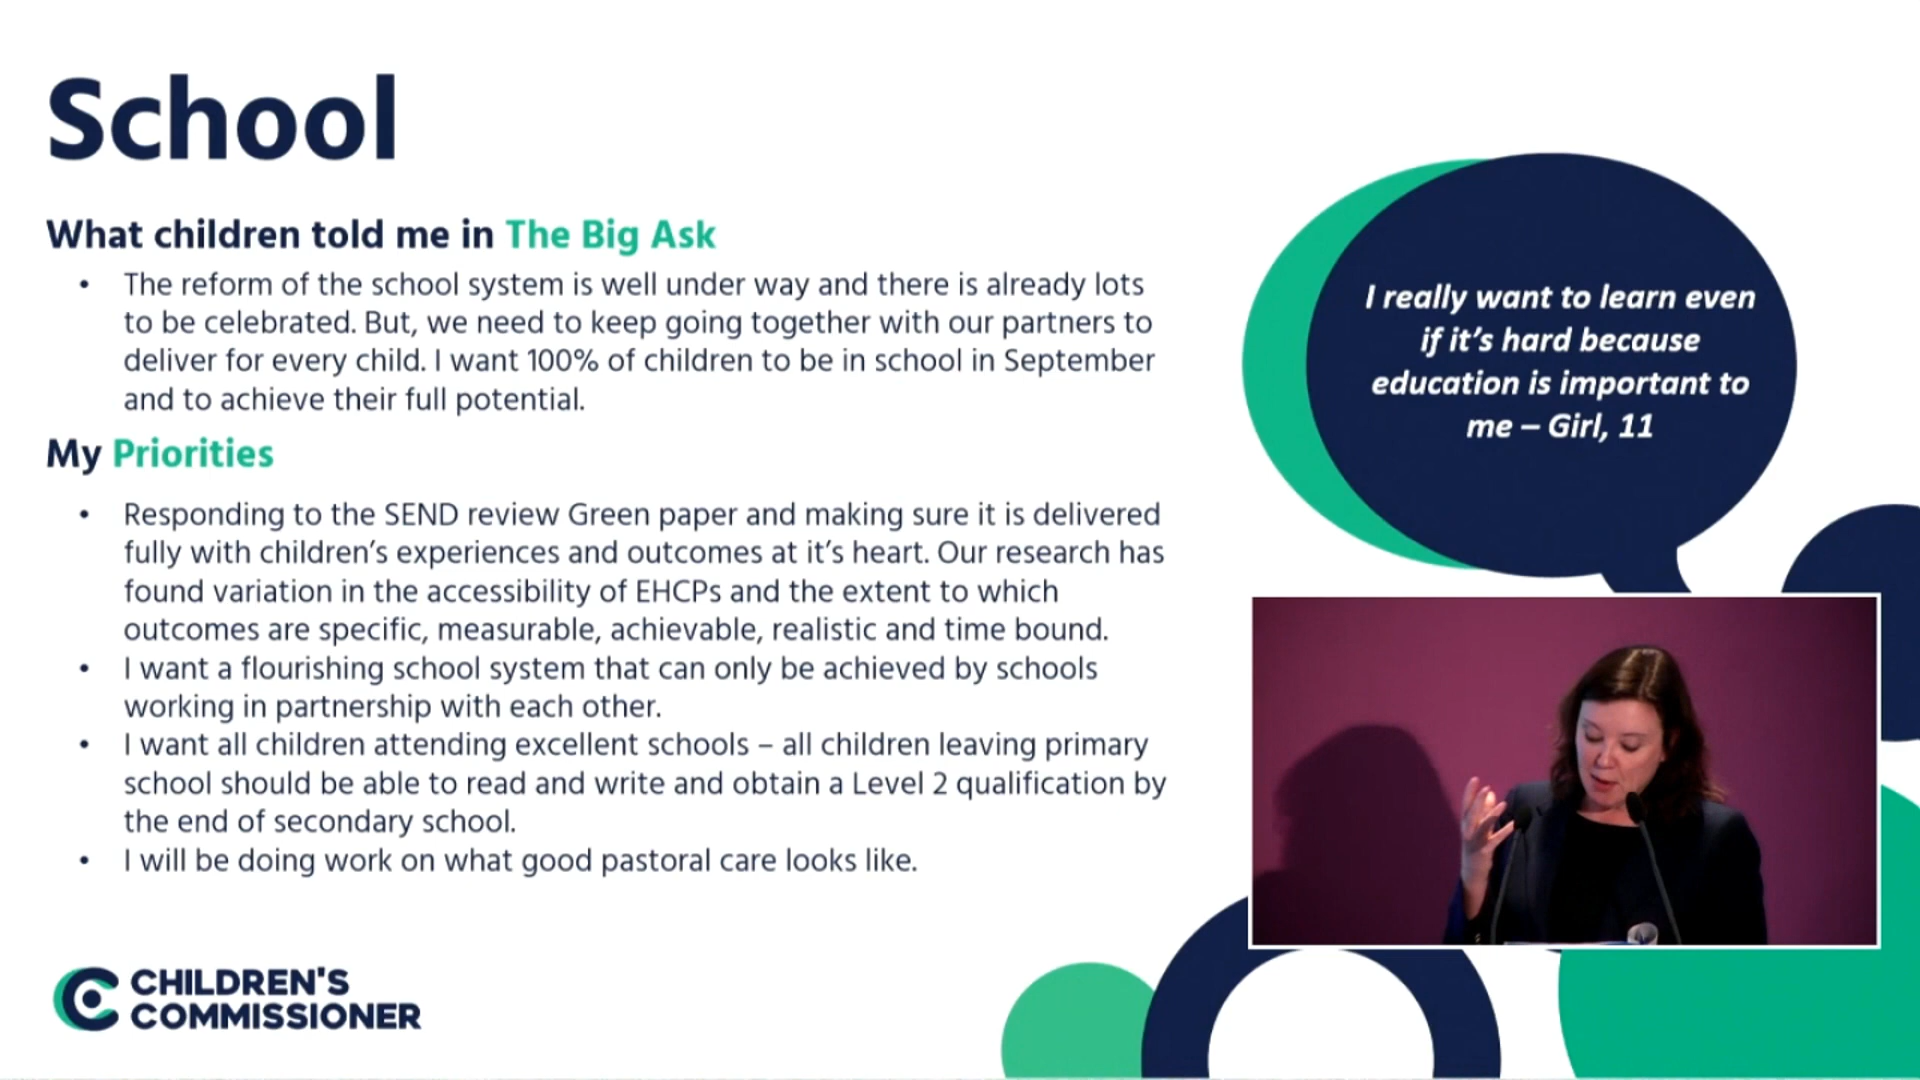 School
What children told me in The Big Ask
• The reform of the school system is well under way and there is already lots
to be celebrated. But, we need to keep going together with our partners to
deliver for every child. I want 100% of children to be in school in September
and to achieve their full potential.
My Priorities
• Responding to the SEND review Green paper and making sure it is delivered
fully with children’s experiences and outcomes at it’s heart. Our research has
found variation in the accessibility of EHCPs and the extent to which
outcomes are specific, measurable, achievable, realistic and time bound.
• I want a flourishing school system that can only be achieved by schools
working in partnership with each other.
• I want all children attending excellent schools – all children leaving primary
school should be able to read and write and obtain a Level 2 qualification by
the end of secondary school.
• I will be doing work on what good pastoral care looks like.
I really want to learn even
if it’s hard because
education is important to
me – Girl, 11
CHILDREN'S
COMMISSIONER